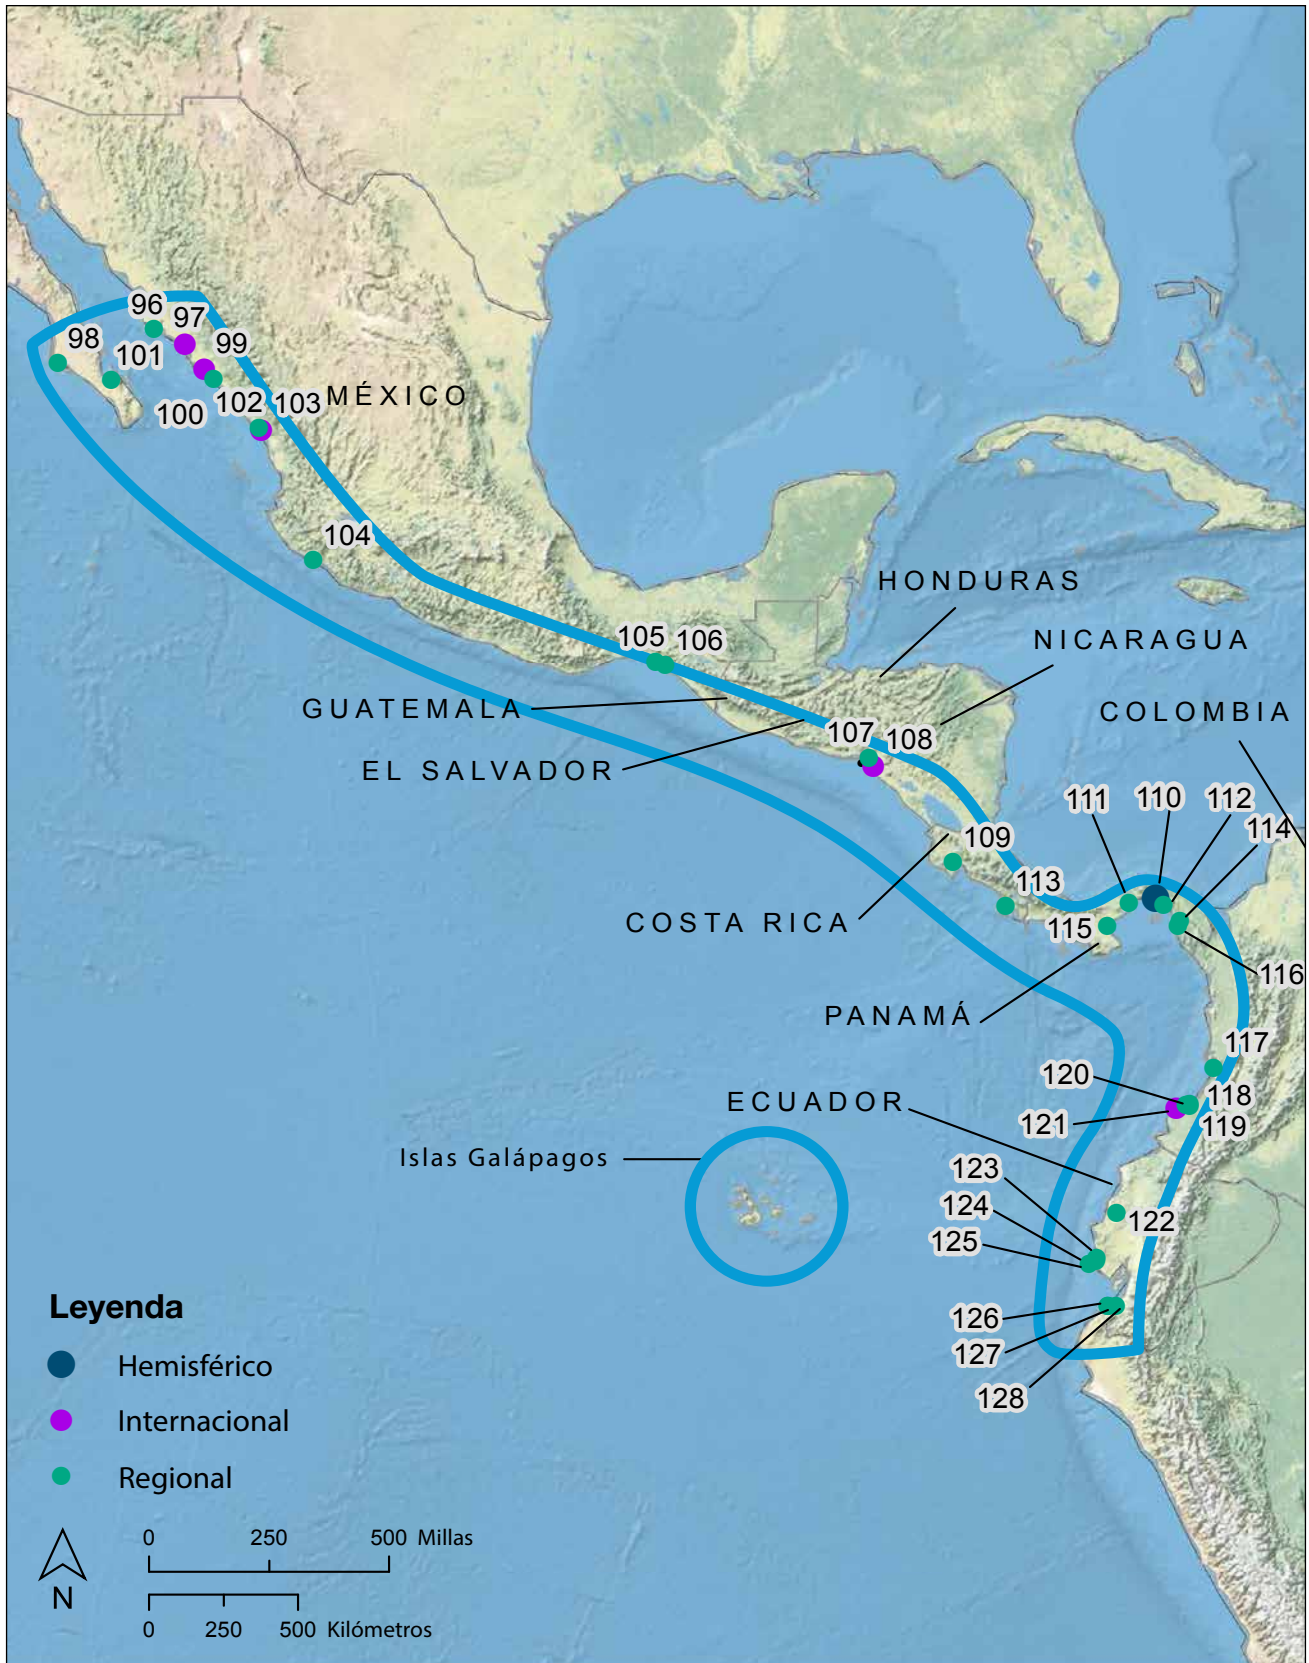 96
97
98
99
101
100
102
103
MÉXICO
104
HONDURAS
105
106
NICARAGUA
GUATEMALA
COLOMBIA
107
108
EL SALVADOR
111
110
112
114
109
113
COSTA RICA
115
116
PANAMÁ
117
120
118
ECUADOR
121
119
Islas Galápagos
123
124
122
125
Leyenda
126
127
Hemisférico
128
Internacional
Regional
0 250 500 Millas
N
0 250 500 Kilómetros